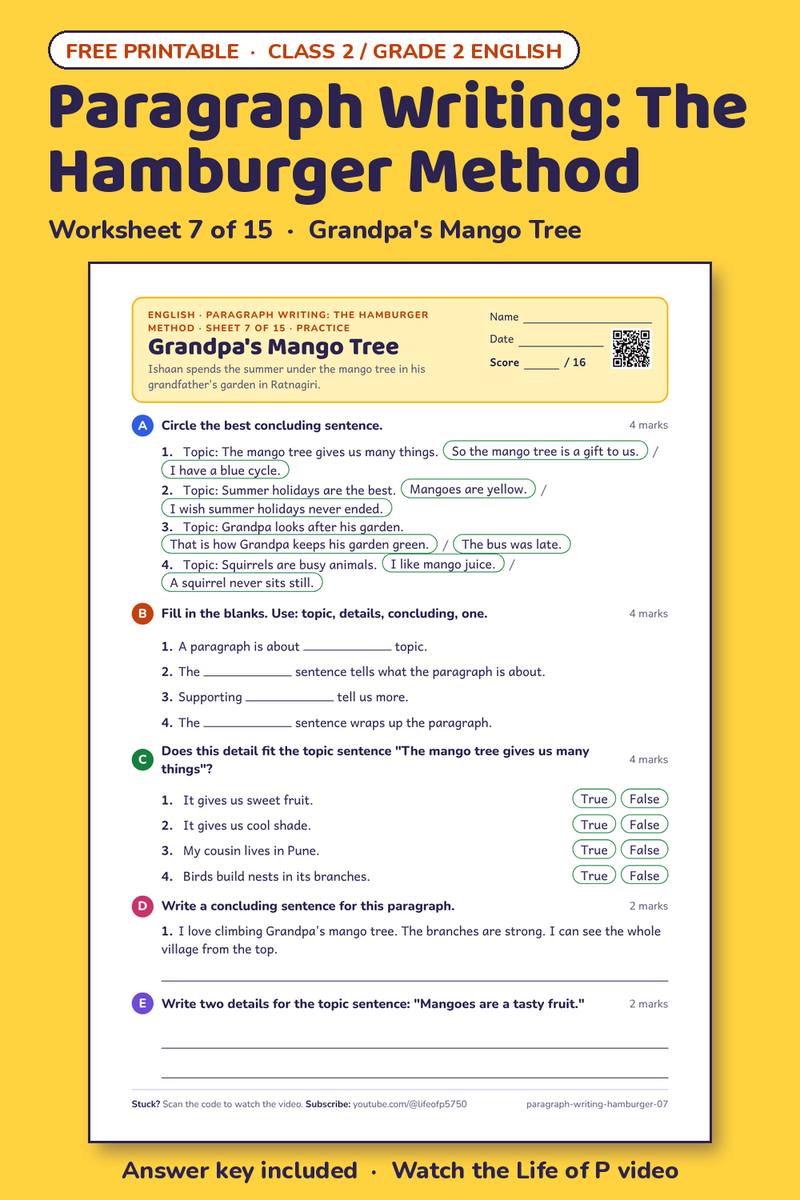 FREE PRINTABLE · CLASS 2 / GRADE 2 ENGLISH
Paragraph Writing: The
Hamburger Method
Worksheet 7 of 15 · Grandpa's Mango Tree
ENGLISH · PARAGRAPH WRITING: THE HAMBURGER
METHOD · SHEET 7 OF 15 · PRACTICE
Grandpa's Mango Tree
Ishaan spends the summer under the mango tree in his
grandfather's garden in Ratnagiri.
Name ____________
Date ____________
Score ______ / 16
A Circle the best concluding sentence. 4 marks
1. Topic: The mango tree gives us many things. So the mango tree is a gift to us. /
I have a blue cycle.
2. Topic: Summer holidays are the best. Mangoes are yellow. /
I wish summer holidays never ended.
3. Topic: Grandpa looks after his garden.
That is how Grandpa keeps his garden green. / The bus was late.
4. Topic: Squirrels are busy animals. I like mango juice. /
A squirrel never sits still.
B Fill in the blanks. Use: topic, details, concluding, one. 4 marks
1. A paragraph is about ____________ topic.
2. The ____________ sentence tells what the paragraph is about.
3. Supporting ____________ tell us more.
4. The ____________ sentence wraps up the paragraph.
C Does this detail fit the topic sentence "The mango tree gives us many
things"? 4 marks
1. It gives us sweet fruit. True False
2. It gives us cool shade. True False
3. My cousin lives in Pune. True False
4. Birds build nests in its branches. True False
D Write a concluding sentence for this paragraph. 2 marks
1. I love climbing Grandpa's mango tree. The branches are strong. I can see the whole
village from the top.
E Write two details for the topic sentence: "Mangoes are a tasty fruit." 2 marks
Stuck? Scan the code to watch the video. Subscribe: youtube.com/@lifeofp5750 paragraph-writing-hamburger-07
Answer key included · Watch the Life of P video